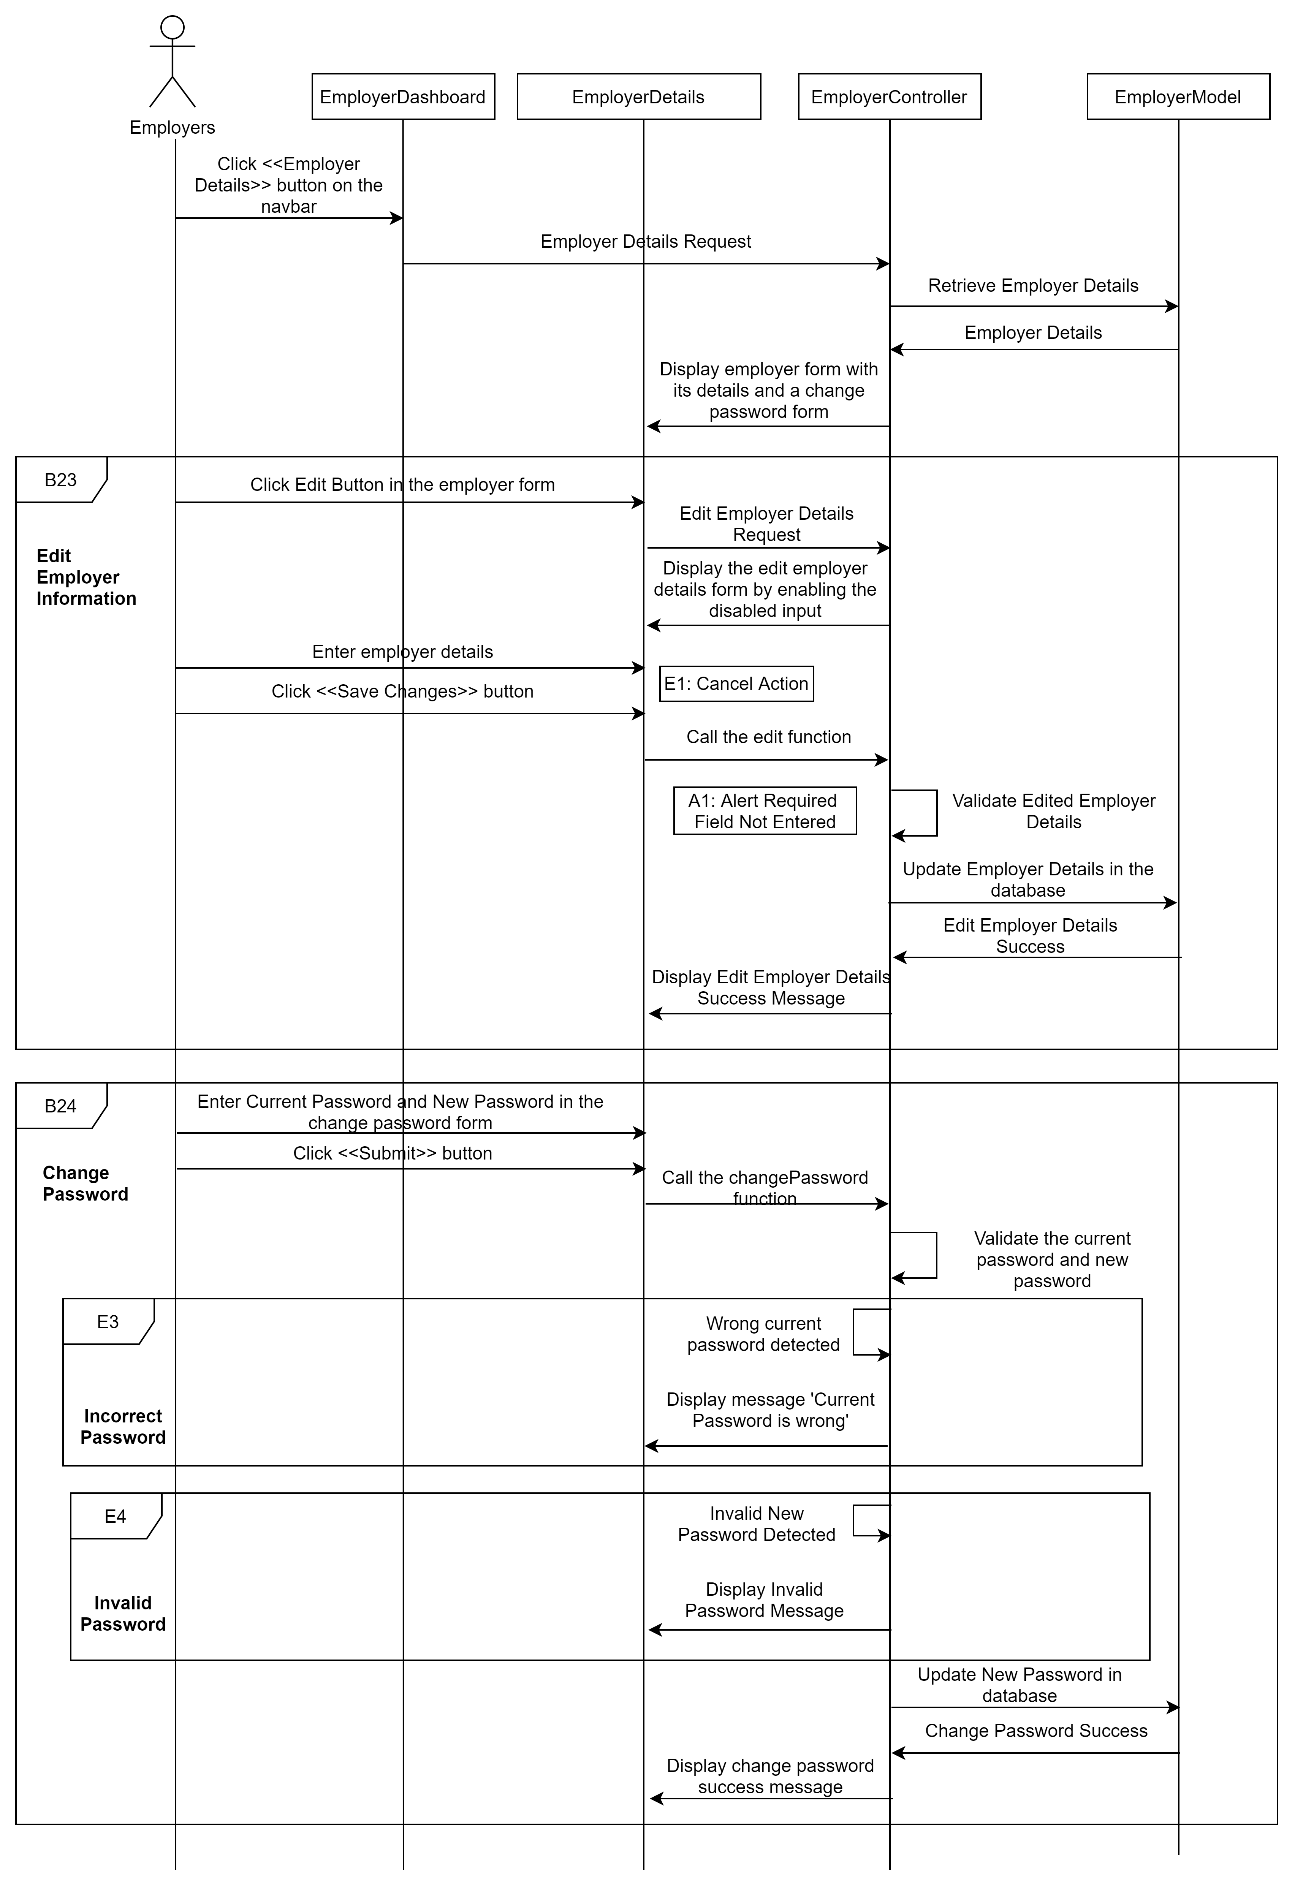 Employers
EmployerDashboard
EmployerDetails
EmployerController
EmployerModel
Click <<Employer
Details>> button on the
navbar
Employer Details Request
Retrieve Employer Details
Employer Details
Display employer form with
its details and a change
password form
B23
Edit
Employer
Information
Click Edit Button in the employer form
Edit Employer Details
Request
Display the edit employer
details form by enabling the
disabled input
Enter employer details
E1: Cancel Action
Click <<Save Changes>> button
Call the edit function
A1: Alert Required
Field Not Entered
Validate Edited Employer
Details
Update Employer Details in the
database
Edit Employer Details
Success
Display Edit Employer Details
Success Message
B24
Change
Password
Enter Current Password and New Password in the
change password form
Click <<Submit>> button
Call the changePassword
function
Validate the current
password and new
password
E3
Incorrect
Password
Wrong current
password detected
Display message 'Current
Password is wrong'
E4
Invalid
Password
Invalid New
Password Detected
Display Invalid
Password Message
Update New Password in
database
Change Password Success
Display change password
success message